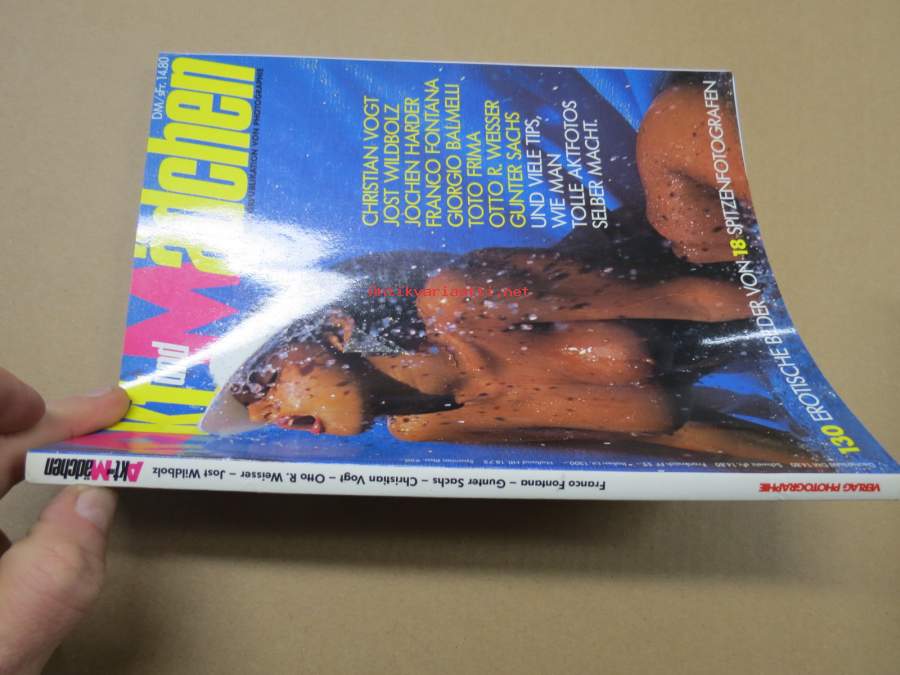 DM/sfr. 14.80
Akt und Mädchen
CHRISTIAN VOGT
JOST WILDBOLZ
JOCHEN HARDER
FRANCO FONTANA
GIORGIO BALMELLI
TOTO FRIMA
OTTO R. WEISSER
GUNTER SACHS
UND VIELE TIPS,
WIE MAN
TOLLE AKTFOTOS
SELBER MACHT.
130 EROTISCHE BILDER VON 18 SPITZENFOTOGRAFEN
antikvariaatti.net
Akt+Mädchen
Franco Fontana – Gunter Sachs – Christian Vogt – Otto R. Weisser – Jost Wildbolz
VERLAG PHOTOGRAPHIE